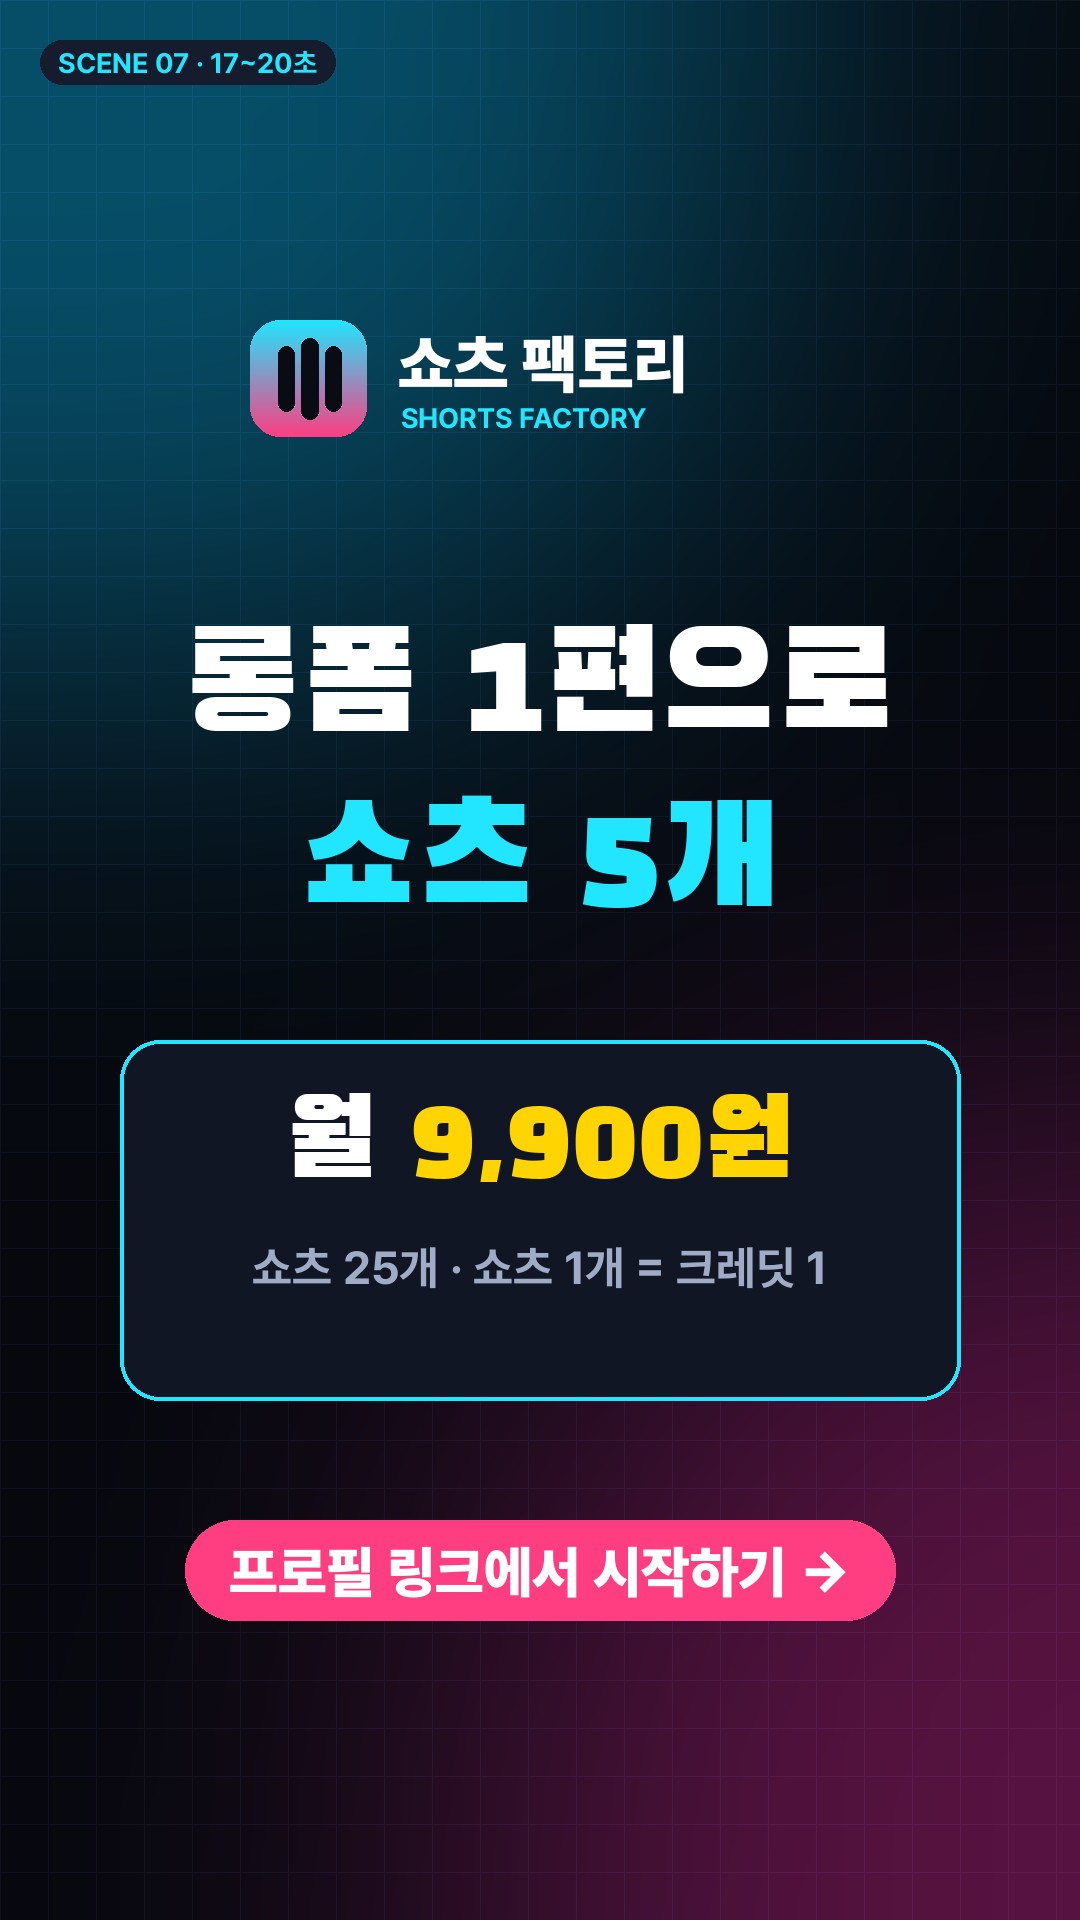 SCENE 07 · 17~20초
쇼츠 팩토리
SHORTS FACTORY
롱폼 1편으로
쇼츠 5개
월 9,900원
쇼츠 25개 · 쇼츠 1개 = 크레딧 1
프로필 링크에서 시작하기 →